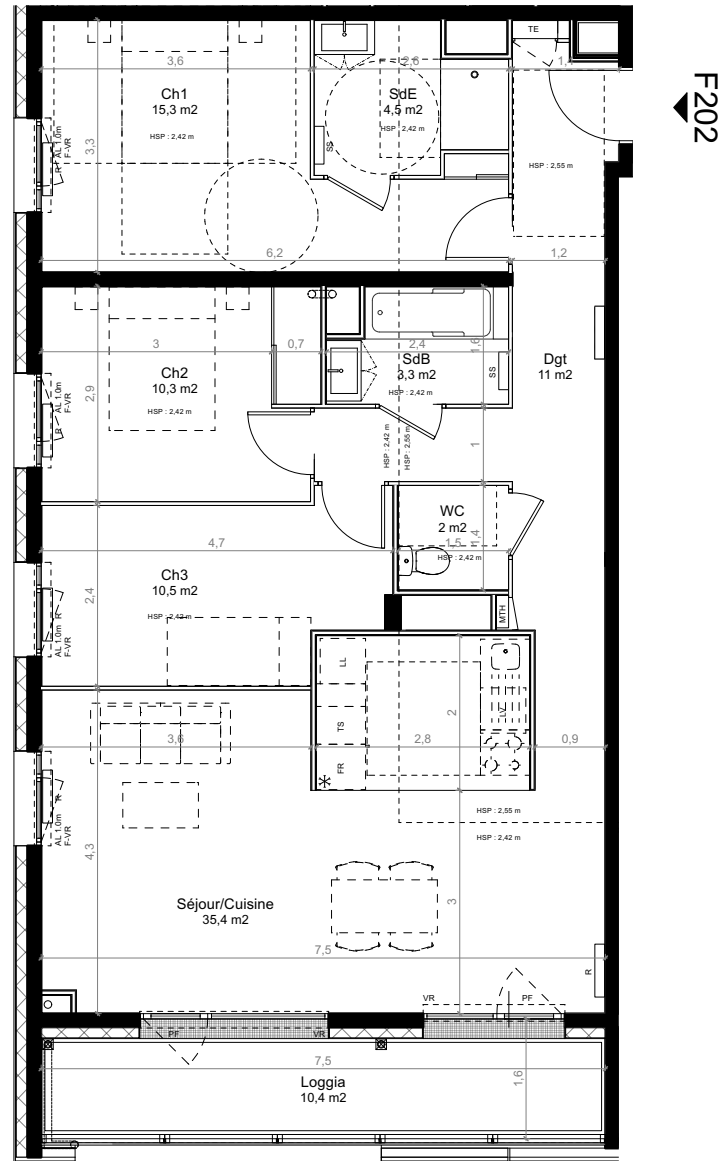 F202
TE
3,6
2,6
1,1
Ch1
15,3 m2
HSP : 2,42 m
SdE
4,5 m2
HSP : 2,42 m
SS
HSP : 2,55 m
3,3
R
AL 1.0m
F-VR
6,2
1,2
3
0,7
2,4
1,6
Ch2
10,3 m2
HSP : 2,42 m
SdB
3,3 m2
HSP : 2,42 m
SS
Dgt
11 m2
2,9
R
AL 1.0m
F-VR
HSP : 2,42 m
HSP : 2,55 m
1
WC
2 m2
1,5
1,4
HSP : 2,42 m
4,7
Ch3
10,5 m2
HSP : 2,42 m
2,4
R
AL 1.0m
F-VR
MTH
LL
TS
FR
LV
2
3,6
2,8
0,9
R
AL 1.0m
F-VR
4,3
HSP : 2,55 m
HSP : 2,42 m
3
Séjour/Cuisine
35,4 m2
7,5
R
VR
PF
PF
VR
7,5
1,6
Loggia
10,4 m2